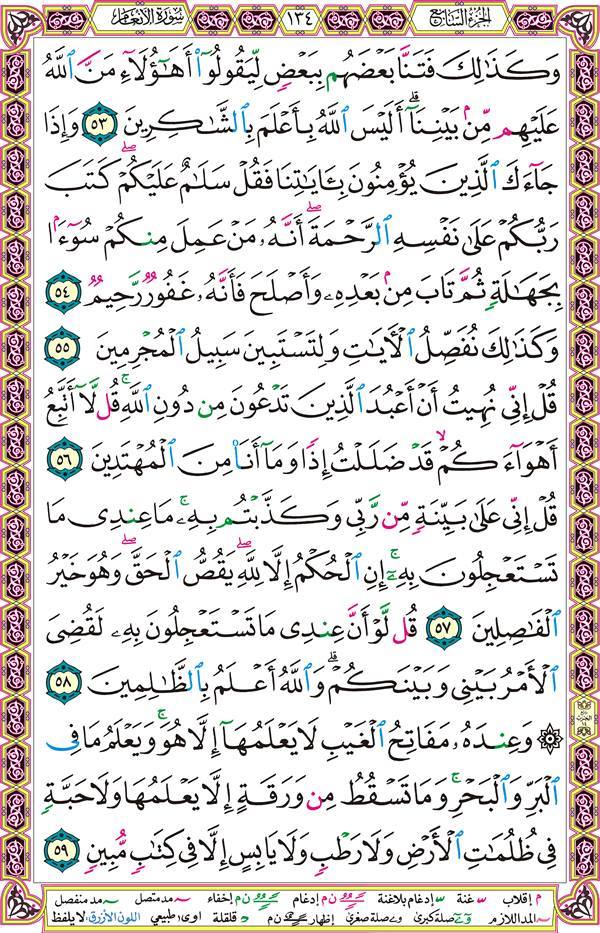 الجزء السابع ١٣٤ سورة الأنعام
وَكَذَٰلِكَ فَتَنَّا بَعْضَهُم بِبَعْضٍ لِّيَقُولُوٓا۟ أَهَٰٓؤُلَآءِ مَنَّ ٱللَّهُ
عَلَيْهِم مِّنۢ بَيْنِنَآ ۗ أَلَيْسَ ٱللَّهُ بِأَعْلَمَ بِٱلشَّٰكِرِينَ ٥٣ وَإِذَا
جَآءَكَ ٱلَّذِينَ يُؤْمِنُونَ بِـَٔايَٰتِنَا فَقُلْ سَلَٰمٌ عَلَيْكُمْ ۖ كَتَبَ
رَبُّكُمْ عَلَىٰ نَفْسِهِ ٱلرَّحْمَةَ ۖ أَنَّهُۥ مَنْ عَمِلَ مِنكُمْ سُوٓءًۢا
بِجَهَٰلَةٍ ثُمَّ تَابَ مِنۢ بَعْدِهِۦ وَأَصْلَحَ فَأَنَّهُۥ غَفُورٌ رَّحِيمٌ ٥٤
وَكَذَٰلِكَ نُفَصِّلُ ٱلْـَٔايَٰتِ وَلِتَسْتَبِينَ سَبِيلُ ٱلْمُجْرِمِينَ ٥٥
قُلْ إِنِّى نُهِيتُ أَنْ أَعْبُدَ ٱلَّذِينَ تَدْعُونَ مِن دُونِ ٱللَّهِ ۚ قُل لَّآ أَتَّبِعُ
أَهْوَآءَكُمْ ۙ قَدْ ضَلَلْتُ إِذًا وَمَآ أَنَا۠ مِنَ ٱلْمُهْتَدِينَ ٥٦
قُلْ إِنِّى عَلَىٰ بَيِّنَةٍ مِّن رَّبِّى وَكَذَّبْتُم بِهِۦ ۚ مَا عِندِى مَا
تَسْتَعْجِلُونَ بِهِۦٓ ۚ إِنِ ٱلْحُكْمُ إِلَّا لِلَّهِ ۖ يَقُصُّ ٱلْحَقَّ ۖ وَهُوَ خَيْرُ
ٱلْفَٰصِلِينَ ٥٧ قُل لَّوْ أَنَّ عِندِى مَا تَسْتَعْجِلُونَ بِهِۦ لَقُضِىَ
ٱلْأَمْرُ بَيْنِى وَبَيْنَكُمْ ۗ وَٱللَّهُ أَعْلَمُ بِٱلظَّٰلِمِينَ ٥٨
۞ وَعِندَهُۥ مَفَاتِحُ ٱلْغَيْبِ لَا يَعْلَمُهَآ إِلَّا هُوَ ۚ وَيَعْلَمُ مَا فِى
ٱلْبَرِّ وَٱلْبَحْرِ ۚ وَمَا تَسْقُطُ مِن وَرَقَةٍ إِلَّا يَعْلَمُهَا وَلَا حَبَّةٍ
فِى ظُلُمَٰتِ ٱلْأَرْضِ وَلَا رَطْبٍ وَلَا يَابِسٍ إِلَّا فِى كِتَٰبٍ مُّبِينٍ ٥٩
م إقلاب غنة إدغام بلاغنة ن م إدغام ن م إخفاء مد متصل مد منفصل
المد اللازم صلة كبرى صلة صغرى إظهار ن م قلقلة اوى طبيعي اللون الأزرق: لا يلفظ